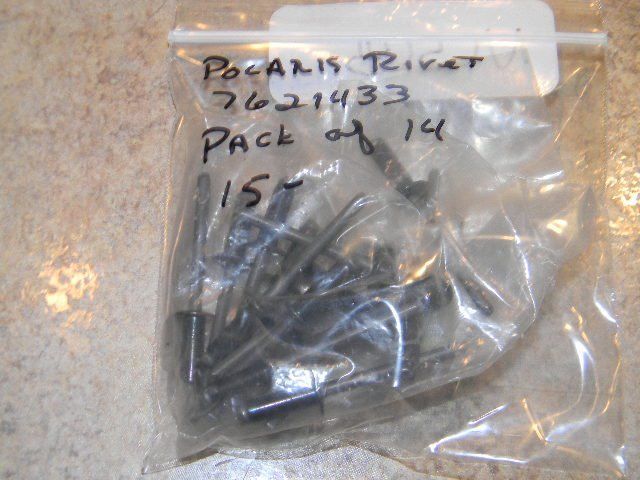 Polaris Rivet
7621433
Pack of 14
15-